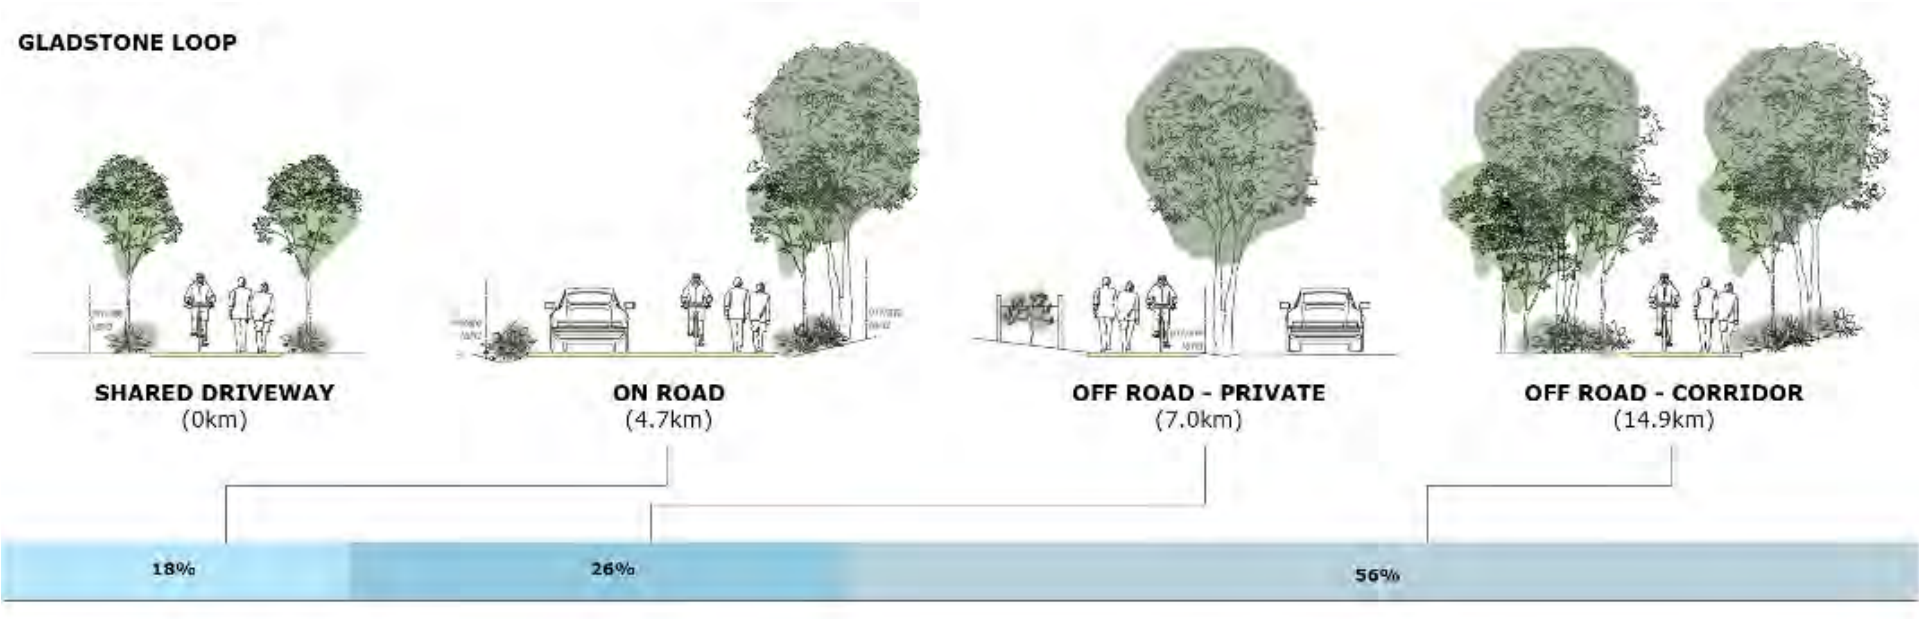 GLADSTONE LOOP
SHARED DRIVEWAY
(0km)
ON ROAD
(4.7km)
OFF ROAD - PRIVATE
(7.0km)
OFF ROAD - CORRIDOR
(14.9km)
18%
26%
56%